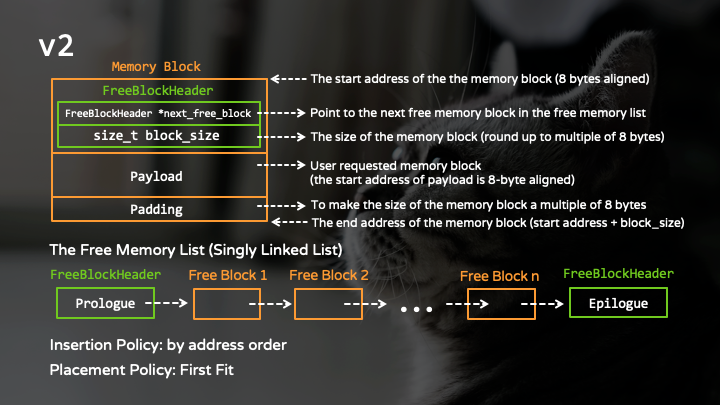 v2
Memory Block
The start address of the the memory block (8 bytes aligned)
FreeBlockHeader
FreeBlockHeader *next_free_block
Point to the next free memory block in the free memory list
size_t block_size
The size of the memory block (round up to multiple of 8 bytes)
Payload
User requested memory block
(the start address of payload is 8-byte aligned)
Padding
To make the size of the memory block a multiple of 8 bytes
The end address of the memory block (start address + block_size)
The Free Memory List (Singly Linked List)
FreeBlockHeader
Free Block 1
Free Block 2
Free Block n
FreeBlockHeader
Prologue
...
Epilogue
Insertion Policy: by address order
Placement Policy: First Fit